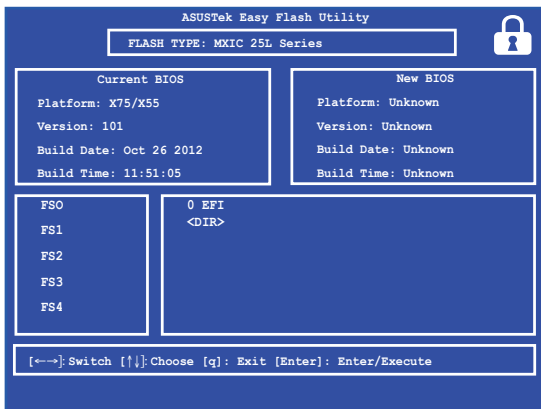 ASUSTek Easy Flash Utility
FLASH TYPE: MXIC 25L Series
Current BIOS
Platform: X75/X55
Version: 101
Build Date: Oct 26 2012
Build Time: 11:51:05
New BIOS
Platform: Unknown
Version: Unknown
Build Date: Unknown
Build Time: Unknown
FSO
FS1
FS2
FS3
FS4
0 EFI
<DIR>
[←→]: Switch [↑↓]: Choose [q]: Exit [Enter]: Enter/Execute